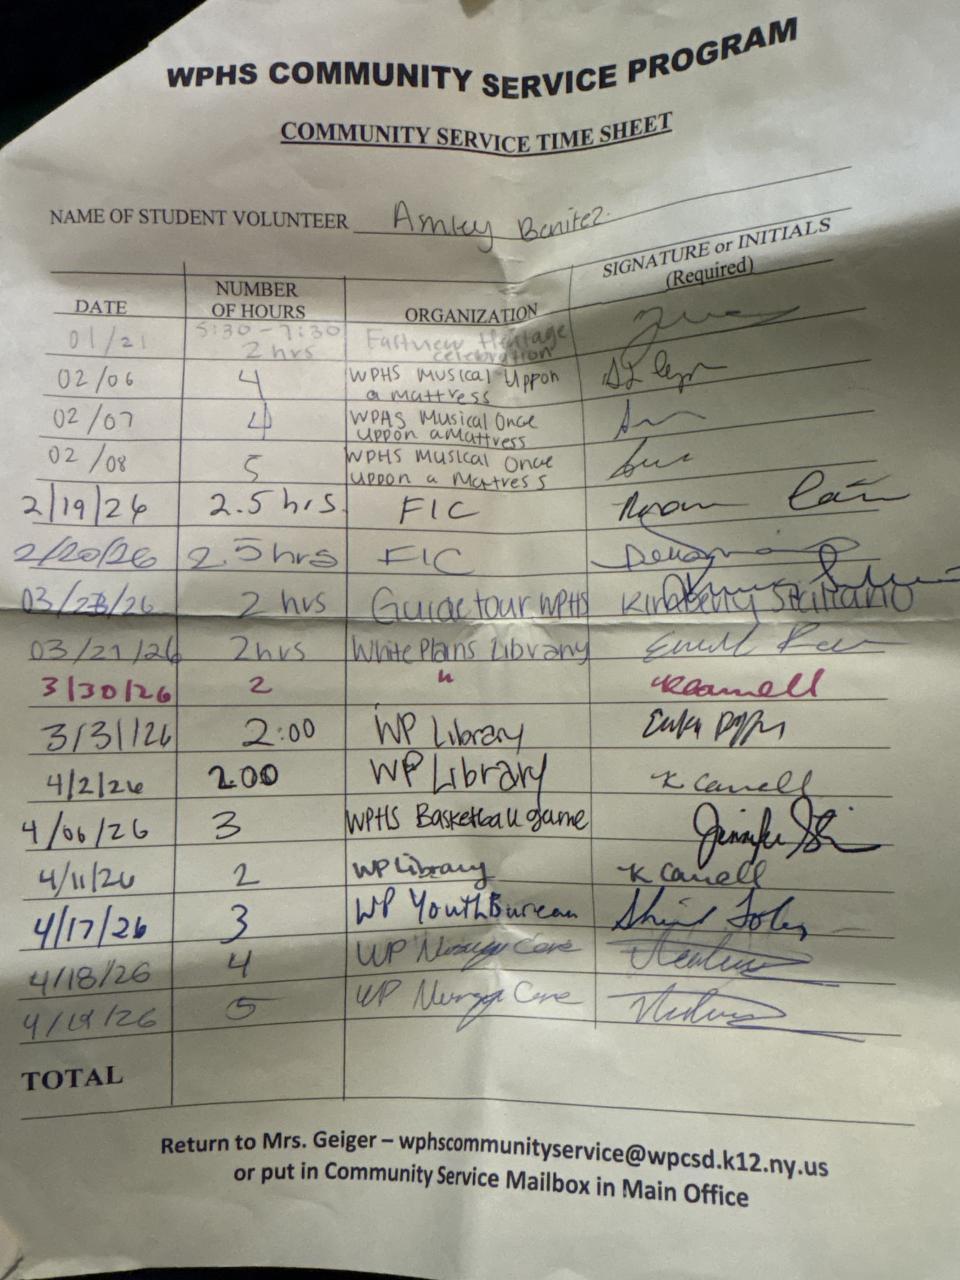 WPHS COMMUNITY SERVICE PROGRAM
COMMUNITY SERVICE TIME SHEET
NAME OF STUDENT VOLUNTEER Amley Benitez
DATE NUMBER OF HOURS ORGANIZATION SIGNATURE or INITIALS (Required)
01/21 5:30-7:30 2 hrs Eastview Heritage celebration
02/06 4 WPHS Musical Uppon a mattress
02/07 4 WPHS Musical Once uppon a Mattress
02/08 5 WPHS Musical Once uppon a Mattress
2/19/26 2.5 hrs. FIC
2/20/26 2.5 hrs FIC
03/23/26 2 hrs Guide tour WPHS Kimberly
03/21/26 2hrs White Plains Library
3/30/26 2 " K Carnell
3/31/26 2:00 WP Library
4/2/26 2:00 WP Library K Carnell
4/06/26 3 WPHS Basketball game Jennifer
4/11/26 2 WP Library K Carnell
4/17/26 3 WP Youth Bureau
4/18/26 4 WP Care
4/19/26 5 WP Care
TOTAL
Return to Mrs. Geiger – wphscommunityservice@wpcsd.k12.ny.us
or put in Community Service Mailbox in Main Office